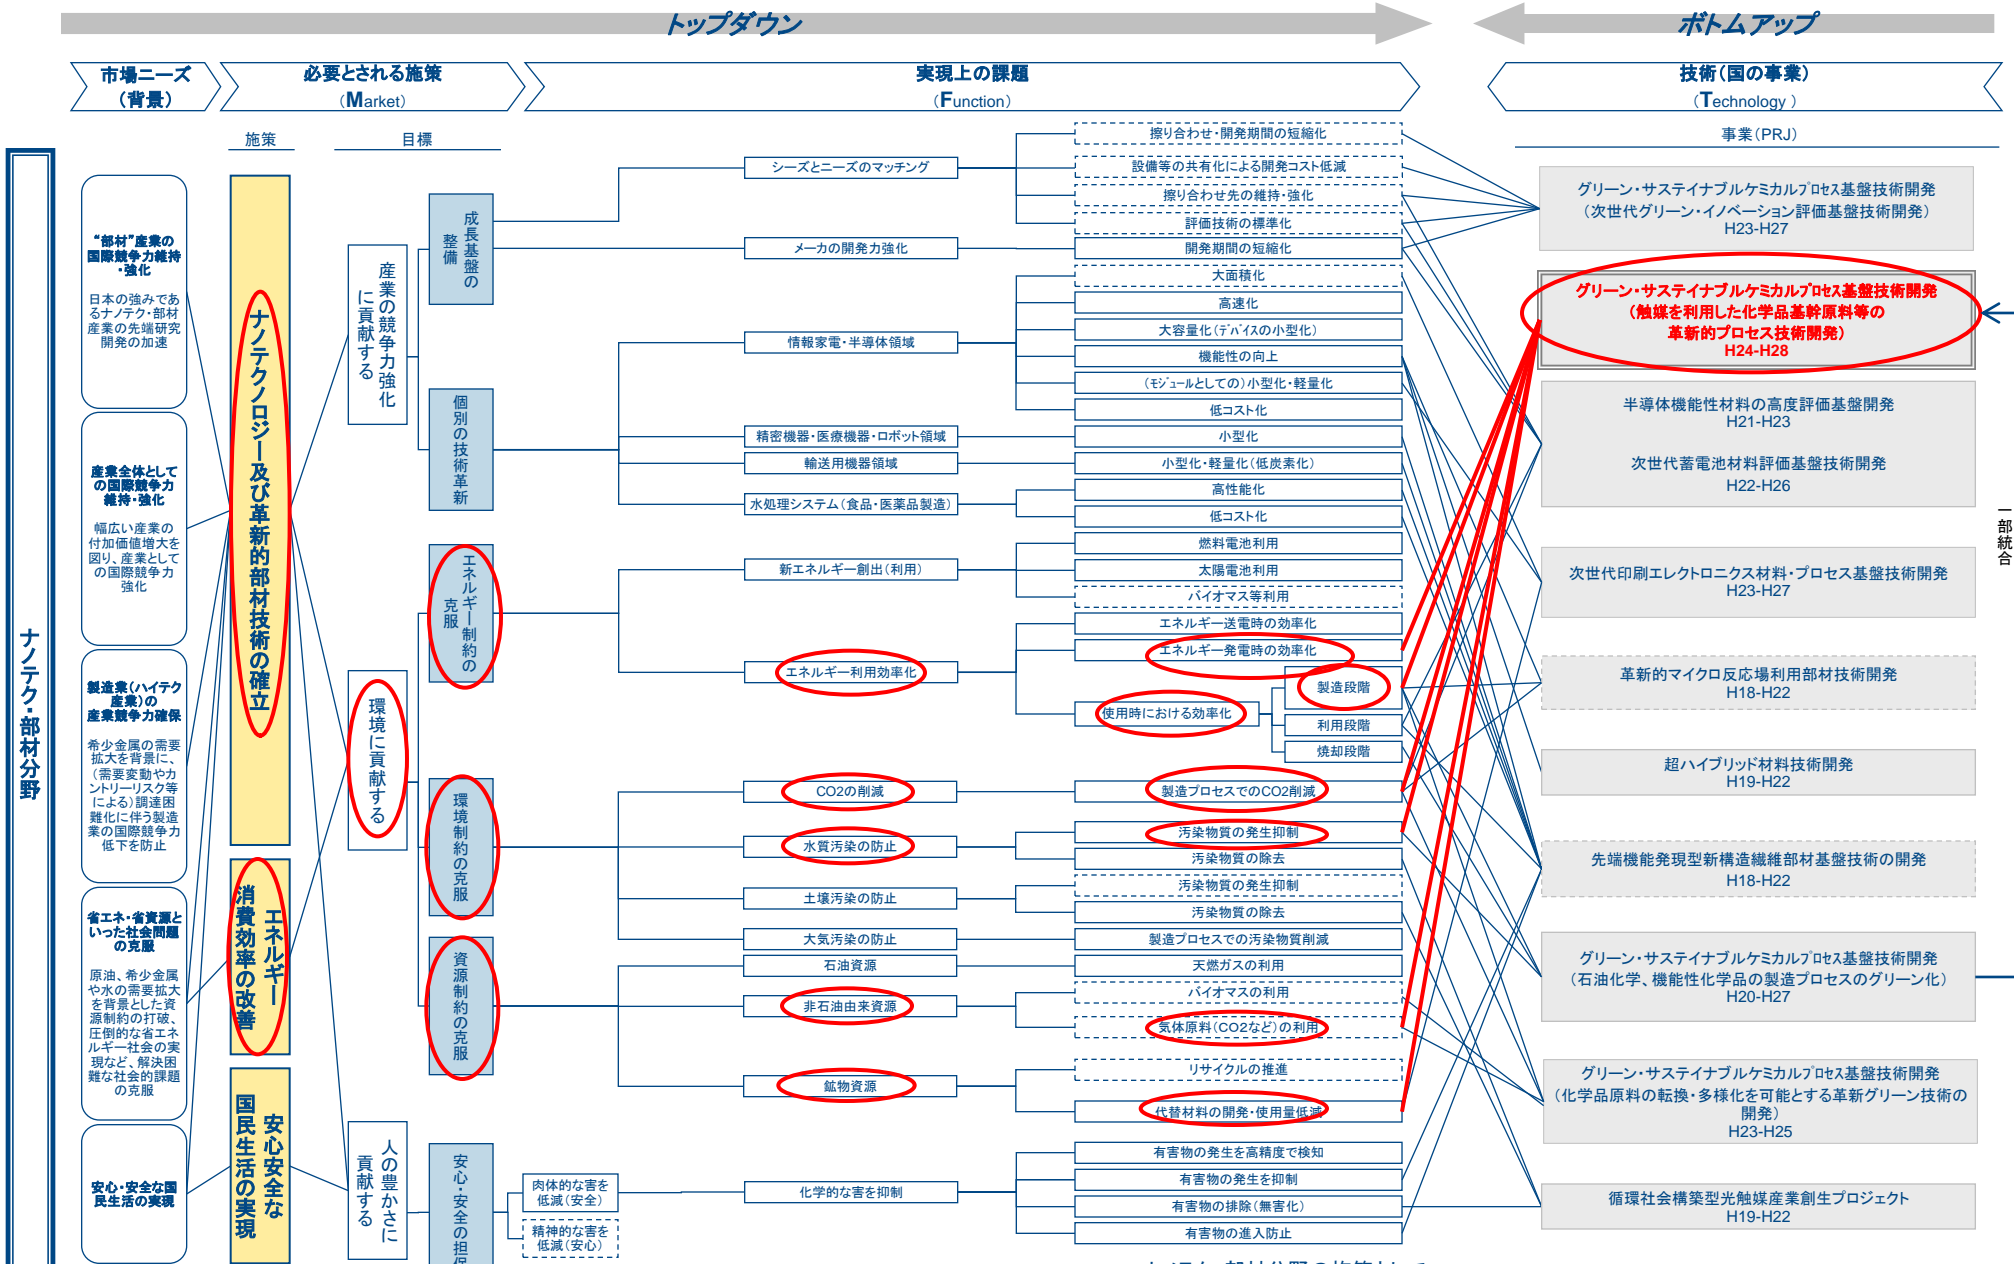 トップダウン
ボトムアップ
市場ニーズ
（背景）
必要とされる施策
（Market）
実現上の課題
（Function）
技術（国の事業）
（Technology ）
施策
目標
事業（PRJ）
ナノテク・部材分野
“部材”産業の
国際競争力維持
・強化
日本の強みであ
るナノテク・部材
産業の先端研究
開発の加速
産業全体として
の国際競争力
維持・強化
幅広い産業の
付加価値増大を
図り、産業として
の国際競争力
強化
製造業（ハイテク
産業）の
産業競争力確保
希少金属の需要
拡大を背景に、
（需要変動やカ
ントリーリスク等
による）調達困
難化に伴う製造
業の国際競争力
低下を防止
省エネ・省資源と
いった社会問題
の克服
原油、希少金属
や水の需要拡大
を背景とした資
源制約の打破、
圧倒的な省エネ
ルギー社会の実
現など、解決困
難な社会的課題
の克服
安心・安全な国
民生活の実現
ナノテクノロジー及び革新的部材技術の確立
エネルギー
消費効率の改善
安心安全な
国民生活の実現
産業の競争力強化
に貢献する
環境に貢献する
人の豊かさに
貢献する
成長基盤の
整備
個別の技術革新
エネルギー制約の
克服
環境制約の克服
資源制約の克服
安心・安全の担保
肉体的な害を
低減（安全）
精神的な害を
低減（安心）
シーズとニーズのマッチング
メーカの開発力強化
情報家電・半導体領域
精密機器・医療機器・ロボット領域
輸送用機器領域
水処理システム（食品・医薬品製造）
新エネルギー創出（利用）
エネルギー利用効率化
CO2の削減
水質汚染の防止
土壌汚染の防止
大気汚染の防止
石油資源
非石油由来資源
鉱物資源
化学的な害を抑制
擦り合わせ・開発期間の短縮化
設備等の共有化による開発コスト低減
擦り合わせ先の維持・強化
評価技術の標準化
開発期間の短縮化
大面積化
高速化
大容量化（ﾃﾞﾊﾞｲｽの小型化）
機能性の向上
（ﾓｼﾞｭｰﾙとしての）小型化・軽量化
低コスト化
小型化
小型化・軽量化（低炭素化）
高性能化
低コスト化
燃料電池利用
太陽電池利用
バイオマス等利用
エネルギー送電時の効率化
エネルギー発電時の効率化
使用時における効率化
製造段階
利用段階
焼却段階
製造プロセスでのCO2削減
汚染物質の発生抑制
汚染物質の除去
汚染物質の発生抑制
汚染物質の除去
製造プロセスでの汚染物質削減
天燃ガスの利用
バイオマスの利用
気体原料（CO2など）の利用
リサイクルの推進
代替材料の開発・使用量低減
有害物の発生を高精度で検知
有害物の発生を抑制
有害物の排除（無害化）
有害物の進入防止
グリーン・サステイナブルケミカルプロセス基盤技術開発
（次世代グリーン・イノベーション評価基盤技術開発）
H23-H27
グリーン・サステイナブルケミカルプロセス基盤技術開発
（触媒を利用した化学品基幹原料等の
革新的プロセス技術開発）
H24-H28
半導体機能性材料の高度評価基盤開発
H21-H23
次世代蓄電池材料評価基盤技術開発
H22-H26
次世代印刷エレクトロニクス材料・プロセス基盤技術開発
H23-H27
革新的マイクロ反応場利用部材技術開発
H18-H22
超ハイブリッド材料技術開発
H19-H22
先端機能発現型新構造繊維部材基盤技術の開発
H18-H22
グリーン・サステイナブルケミカルプロセス基盤技術開発
（石油化学、機能性化学品の製造プロセスのグリーン化）
H20-H27
グリーン・サステイナブルケミカルプロセス基盤技術開発
（化学品原料の転換・多様化を可能とする革新グリーン技術の
開発）
H23-H25
循環社会構築型光触媒産業創生プロジェクト
H19-H22
一部統合